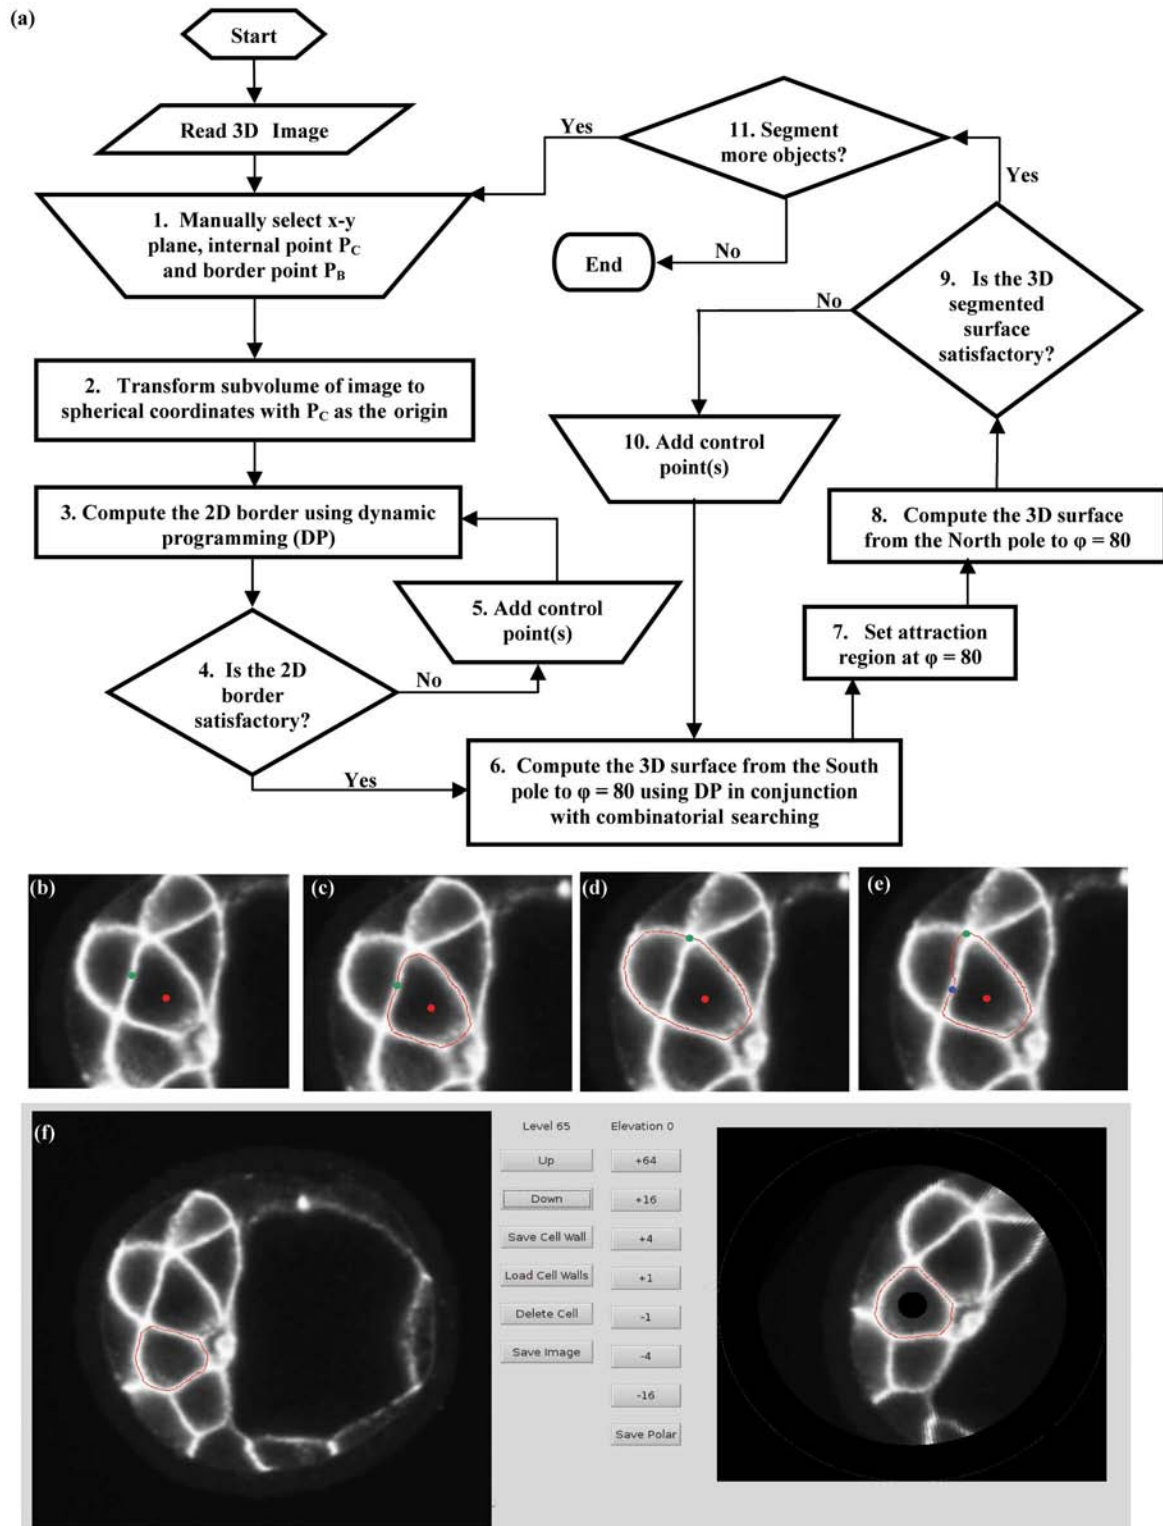 (a)
Start
Read 3D Image
1. Manually select x-y
plane, internal point P_C
and border point P_B
2. Transform subvolume of image to
spherical coordinates with P_C as the origin
3. Compute the 2D border using dynamic
programming (DP)
4. Is the 2D
border
satisfactory?
No
5. Add control
point(s)
Yes
6. Compute the 3D surface from the South
pole to φ = 80 using DP in conjunction
with combinatorial searching
7. Set attraction
region at φ = 80
8. Compute the 3D surface
from the North pole to φ = 80
9. Is the 3D
segmented
surface
satisfactory?
No
10. Add control
point(s)
Yes
11. Segment
more objects?
Yes
No
End
(b)
(c)
(d)
(e)
(f)
Level 65
Elevation 0
Up
+64
Down
+16
Save Cell Wall
+4
Load Cell Walls
+1
Delete Cell
-1
Save Image
-4
-16
Save Polar